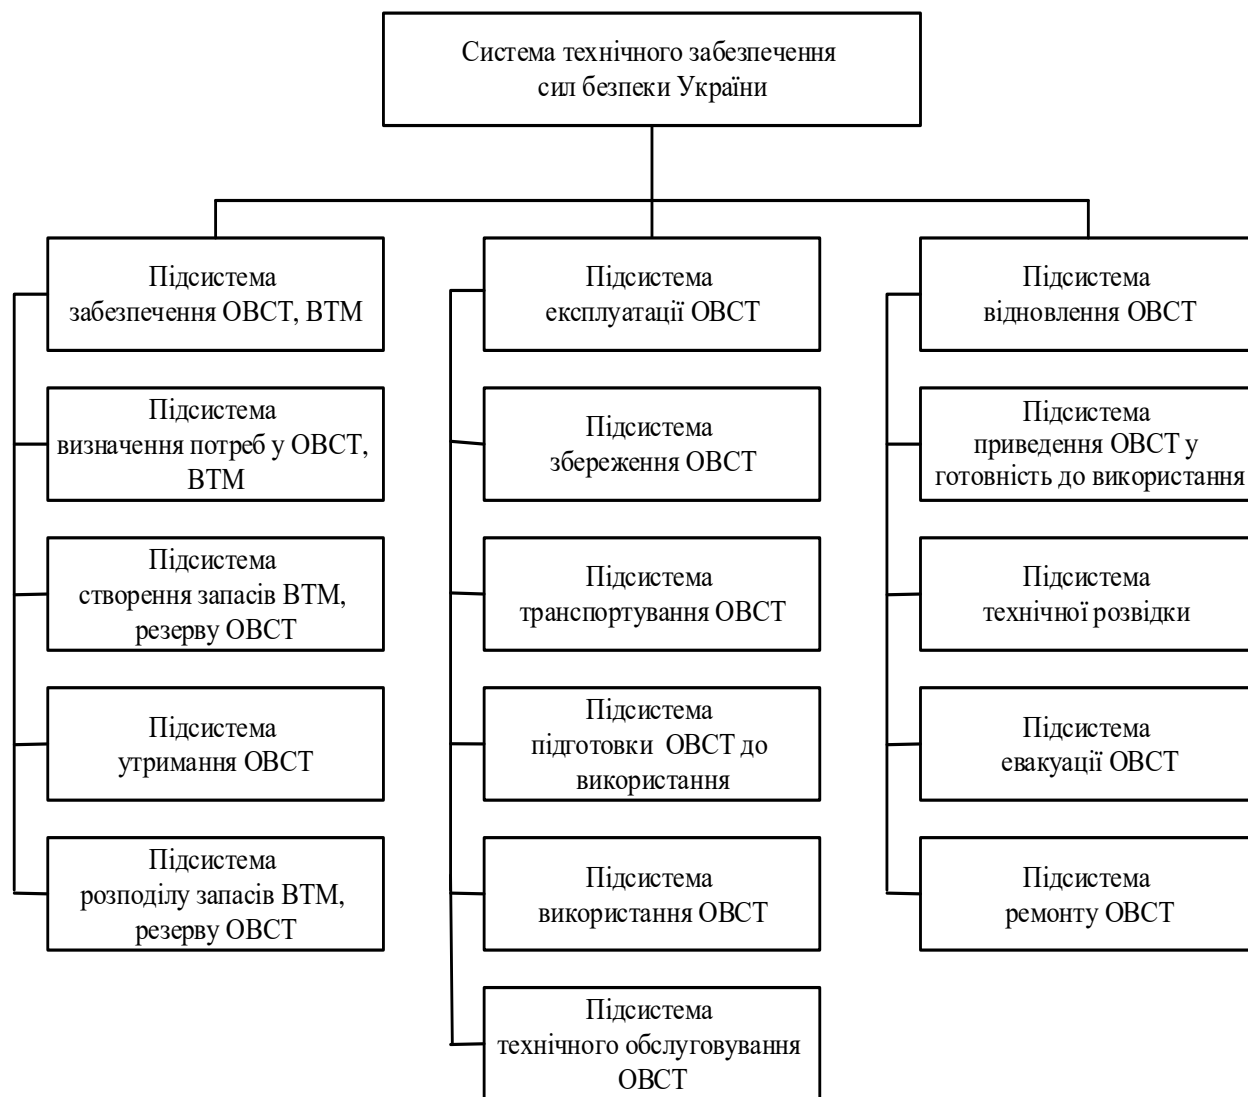 Система технічного забезпечення
сил безпеки України
Підсистема
забезпечення ОВСТ, ВТМ
Підсистема
визначення потреб у ОВСТ,
ВТМ
Підсистема
створення запасів ВТМ,
резерву ОВСТ
Підсистема
утримання ОВСТ
Підсистема
розподілу запасів ВТМ,
резерву ОВСТ
Підсистема
експлуатації ОВСТ
Підсистема
збереження ОВСТ
Підсистема
транспортування ОВСТ
Підсистема
підготовки ОВСТ до
використання
Підсистема
використання ОВСТ
Підсистема
технічного обслуговування
ОВСТ
Підсистема
відновлення ОВСТ
Підсистема
приведення ОВСТ у
готовність до використання
Підсистема
технічної розвідки
Підсистема
евакуації ОВСТ
Підсистема
ремонту ОВСТ